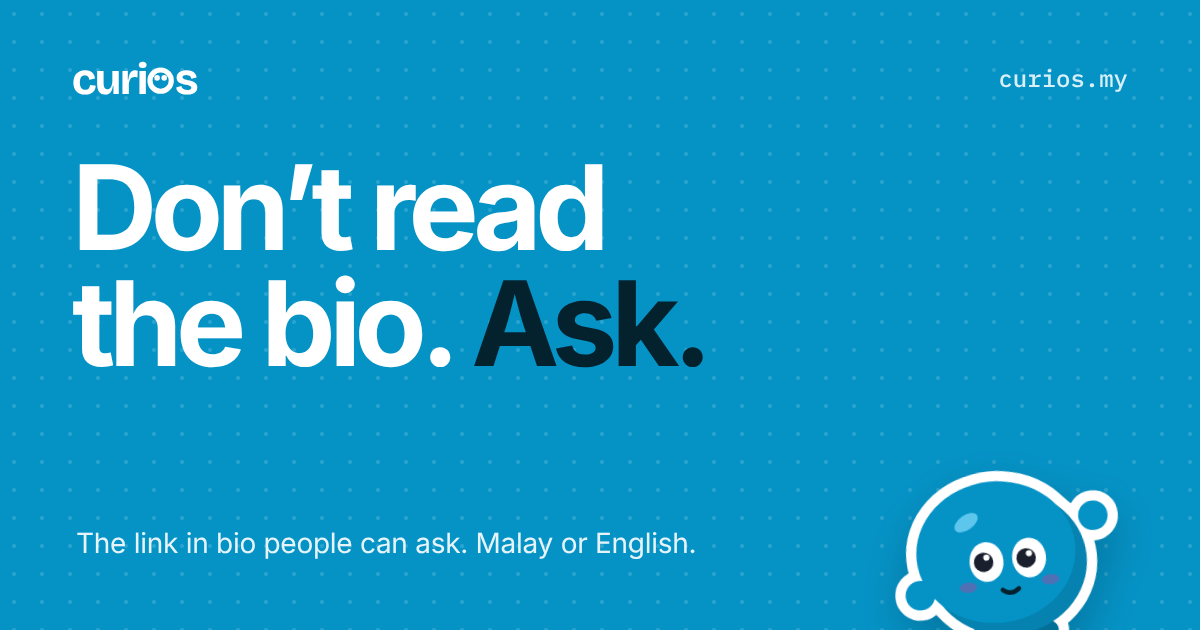 curios
curios.my
Don’t read
the bio. Ask.
The link in bio people can ask. Malay or English.